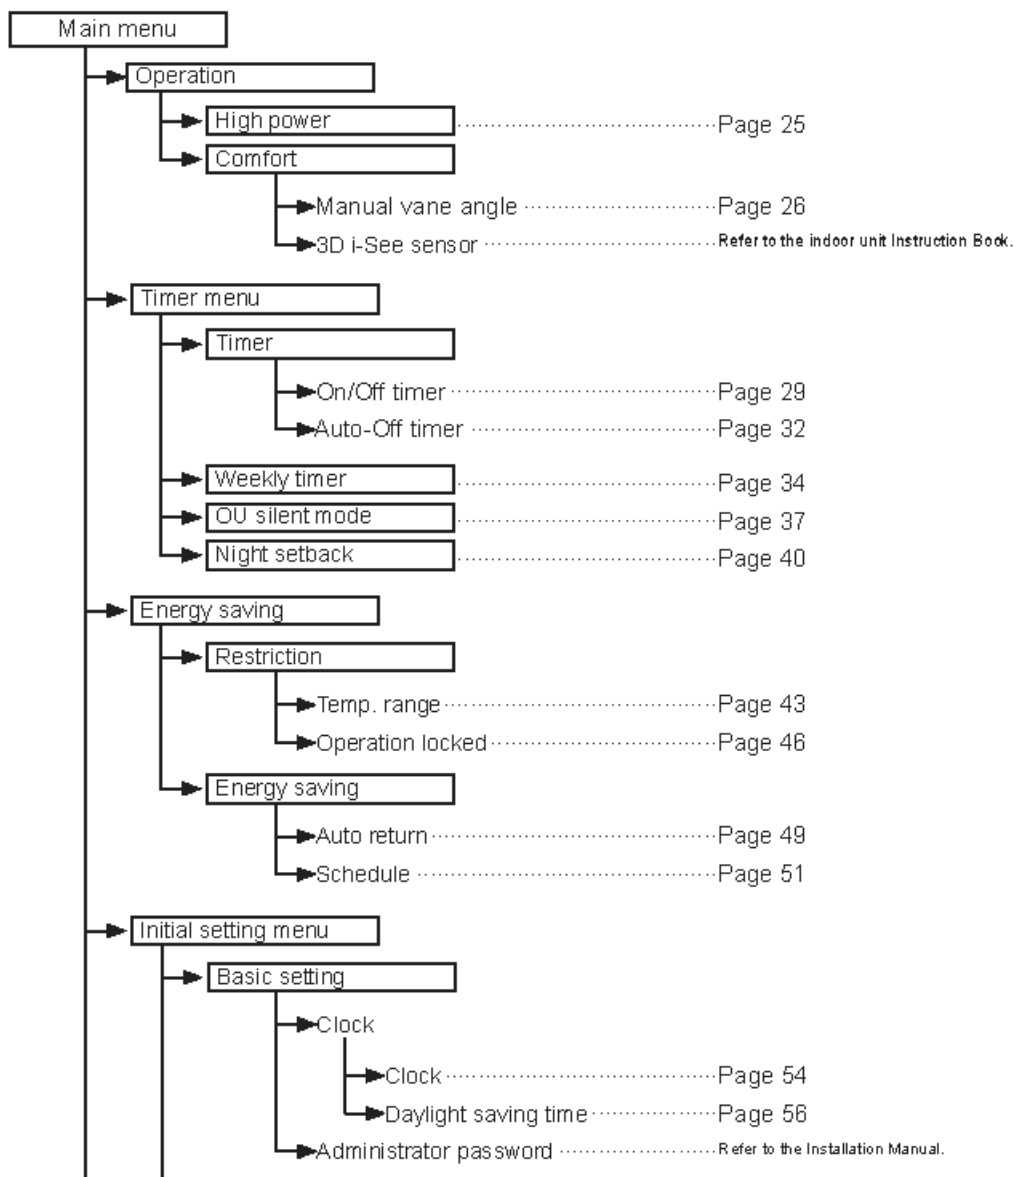 Main menu
Operation
High power Page 25
Comfort
Manual vane angle Page 26
3D i-See sensor Refer to the indoor unit Instruction Book.
Timer menu
Timer
On/Off timer Page 29
Auto-Off timer Page 32
Weekly timer Page 34
OU silent mode Page 37
Night setback Page 40
Energy saving
Restriction
Temp. range Page 43
Operation locked Page 46
Energy saving
Auto return Page 49
Schedule Page 51
Initial setting menu
Basic setting
Clock
Clock Page 54
Daylight saving time Page 56
Administrator password Refer to the Installation Manual.